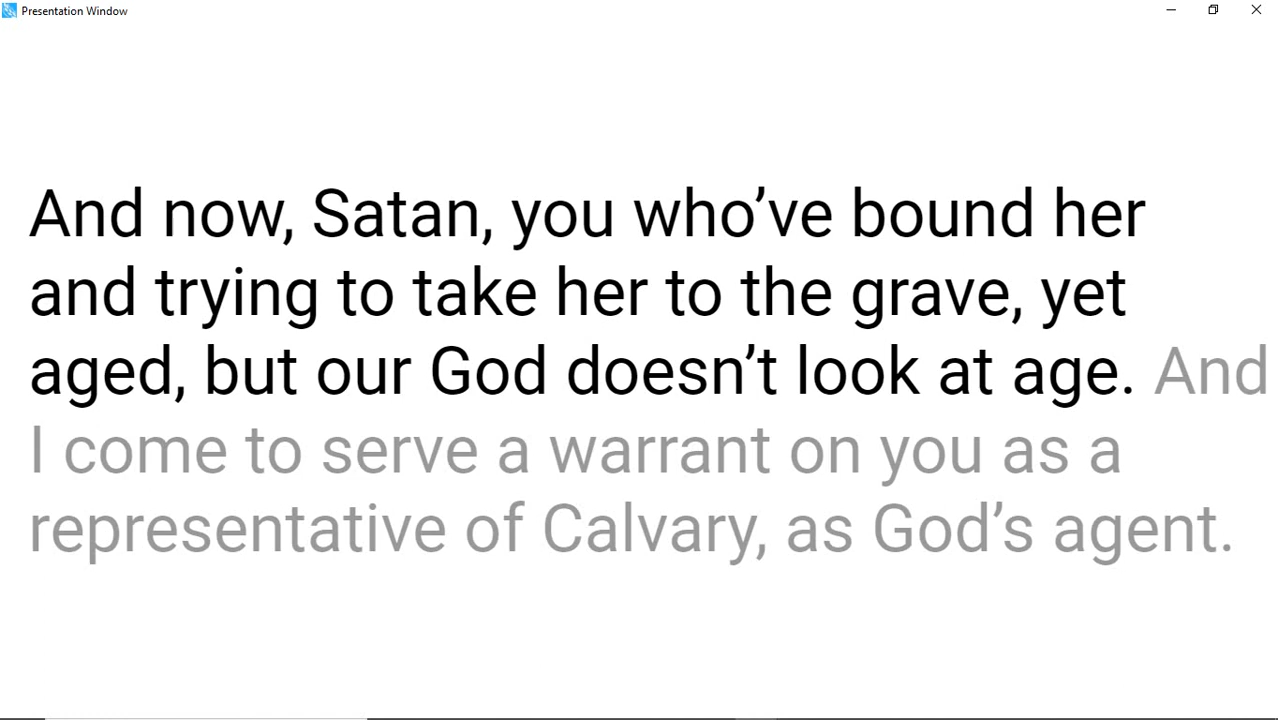 Presentation Window
And now, Satan, you who’ve bound her
and trying to take her to the grave, yet
aged, but our God doesn’t look at age. And
I come to serve a warrant on you as a
representative of Calvary, as God’s agent.